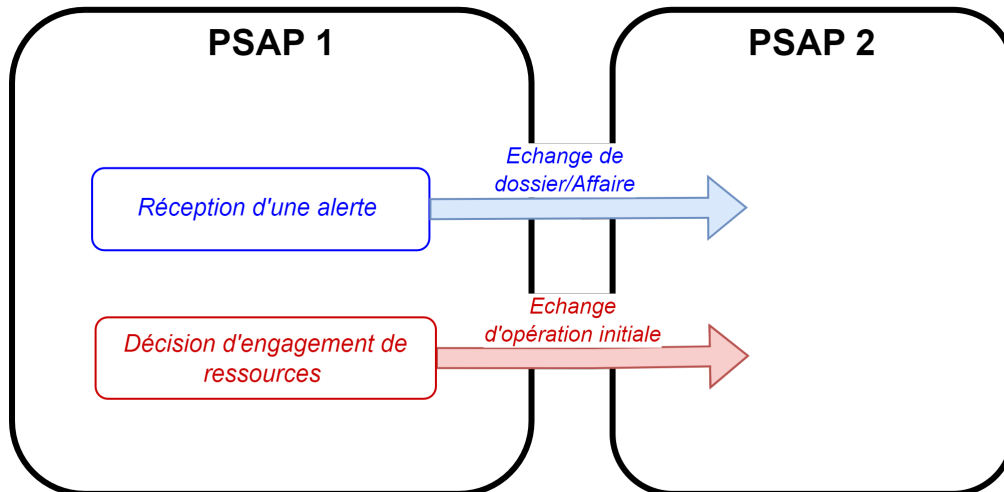 PSAP 1
PSAP 2
Echange de
dossier/Affaire
Réception d'une alerte
Echange
d'opération initiale
Décision d'engagement de
ressources